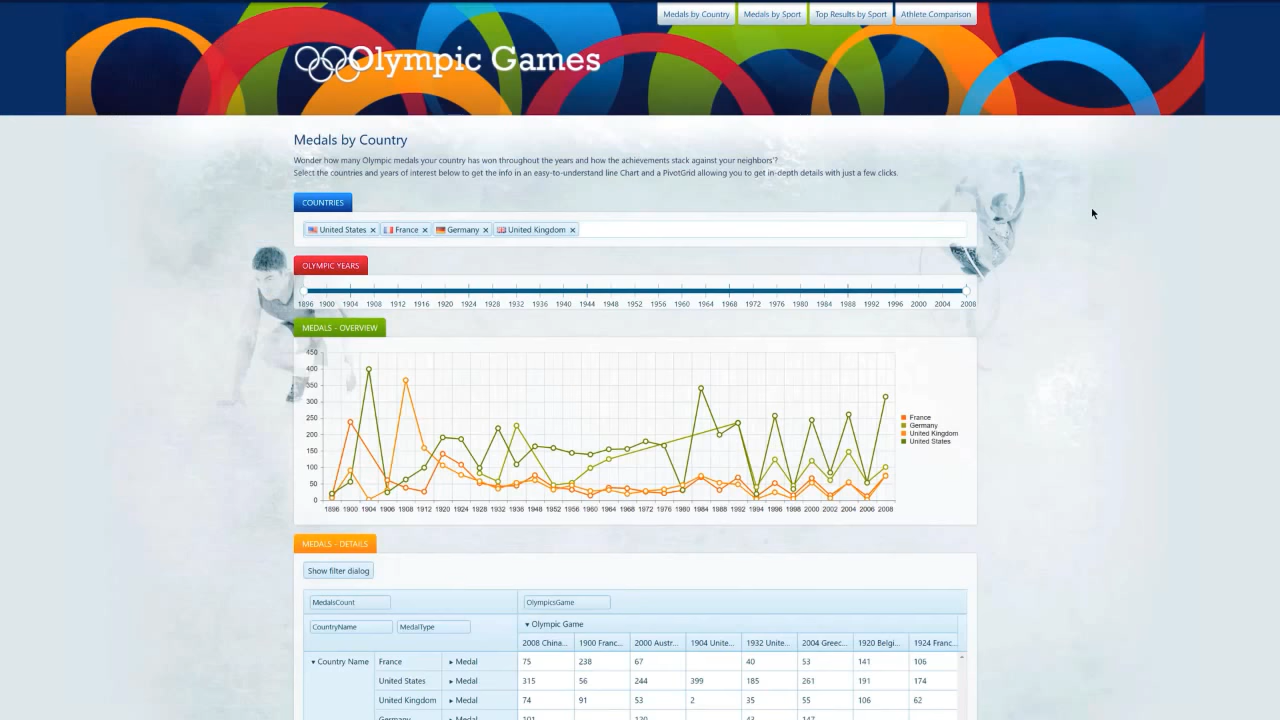 Medals by Country Medals by Sport Top Results by Sport Athlete Comparison
Olympic Games
Medals by Country
Wonder how many Olympic medals your country has won throughout the years and how the achievements stack against your neighbors'?
Select the countries and years of interest below to get the info in an easy-to-understand line Chart and a PivotGrid allowing you to get in-depth details with just a few clicks.
COUNTRIES
United States × France × Germany × United Kingdom ×
OLYMPIC YEARS
1896 1900 1904 1908 1912 1916 1920 1924 1928 1932 1936 1940 1944 1948 1952 1956 1960 1964 1968 1972 1976 1980 1984 1988 1992 1996 2000 2004 2008
MEDALS - OVERVIEW
450
400
350
300
250
200
150
100
50
0
France
Germany
United Kingdom
United States
1896 1900 1904 1906 1908 1912 1920 1924 1928 1932 1936 1948 1952 1956 1960 1964 1968 1972 1976 1980 1984 1988 1992 1994 1996 1998 2000 2002 2004 2006 2008
MEDALS - DETAILS
Show filter dialog
MedalsCount OlympicsGame
CountryName MedalType Olympic Game
2008 China... 1900 Franc... 2000 Austr... 1904 Unite... 1932 Unite... 2004 Greec... 1920 Belgi... 1924 Franc...
Country Name France Medal 75 238 67 40 53 141 106
United States Medal 315 56 244 399 185 261 191 174
United Kingdom Medal 74 91 53 2 35 55 106 62
Germany Medal 101 120 43 147